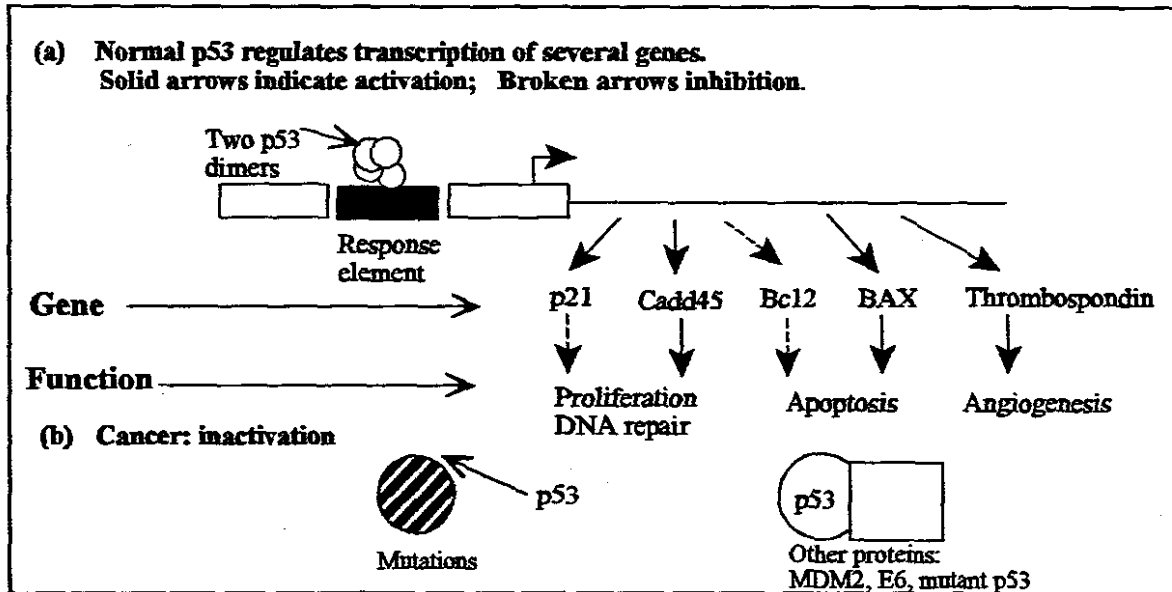 (a) Normal p53 regulates transcription of several genes.
Solid arrows indicate activation; Broken arrows inhibition.
Two p53
dimers
Response
element
Gene
p21 Cadd45 Bcl2 BAX Thrombospondin
Function
Proliferation
DNA repair
Apoptosis
Angiogenesis
(b) Cancer: inactivation
p53
Mutations
p53
Other proteins:
MDM2, E6, mutant p53